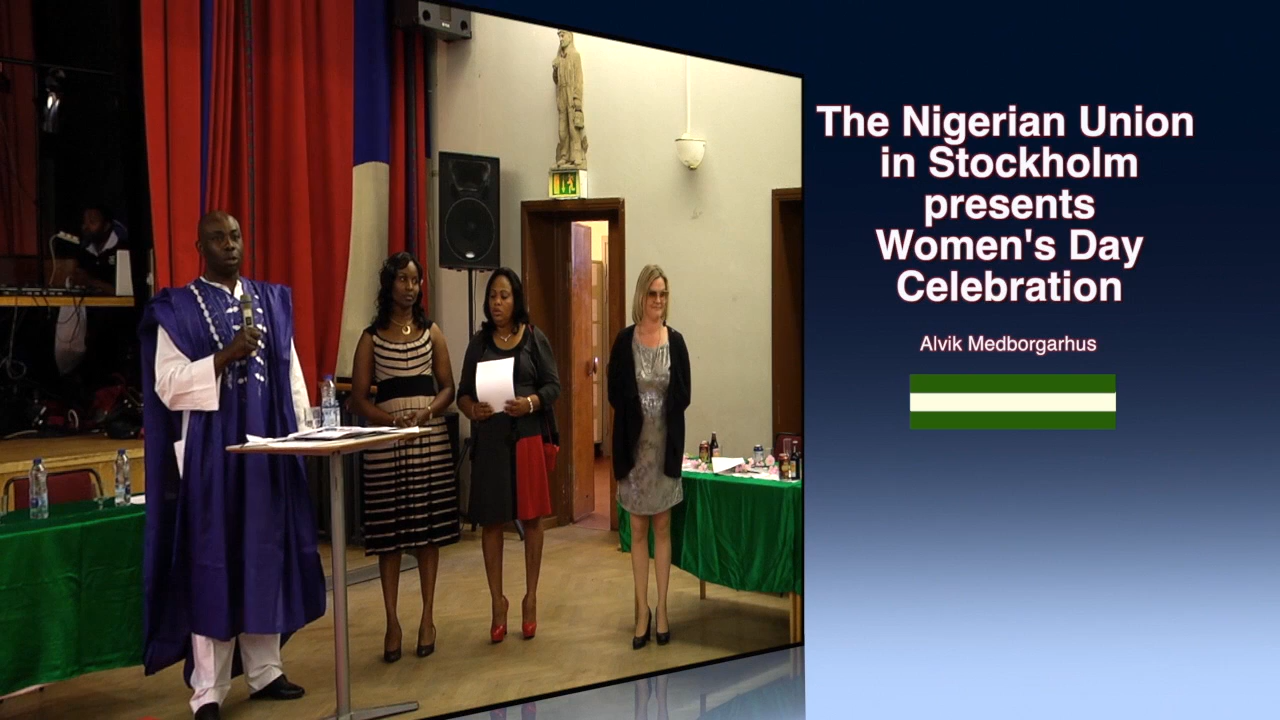 The Nigerian Union
in Stockholm
presents
Women's Day
Celebration
Alvik Medborgarhus